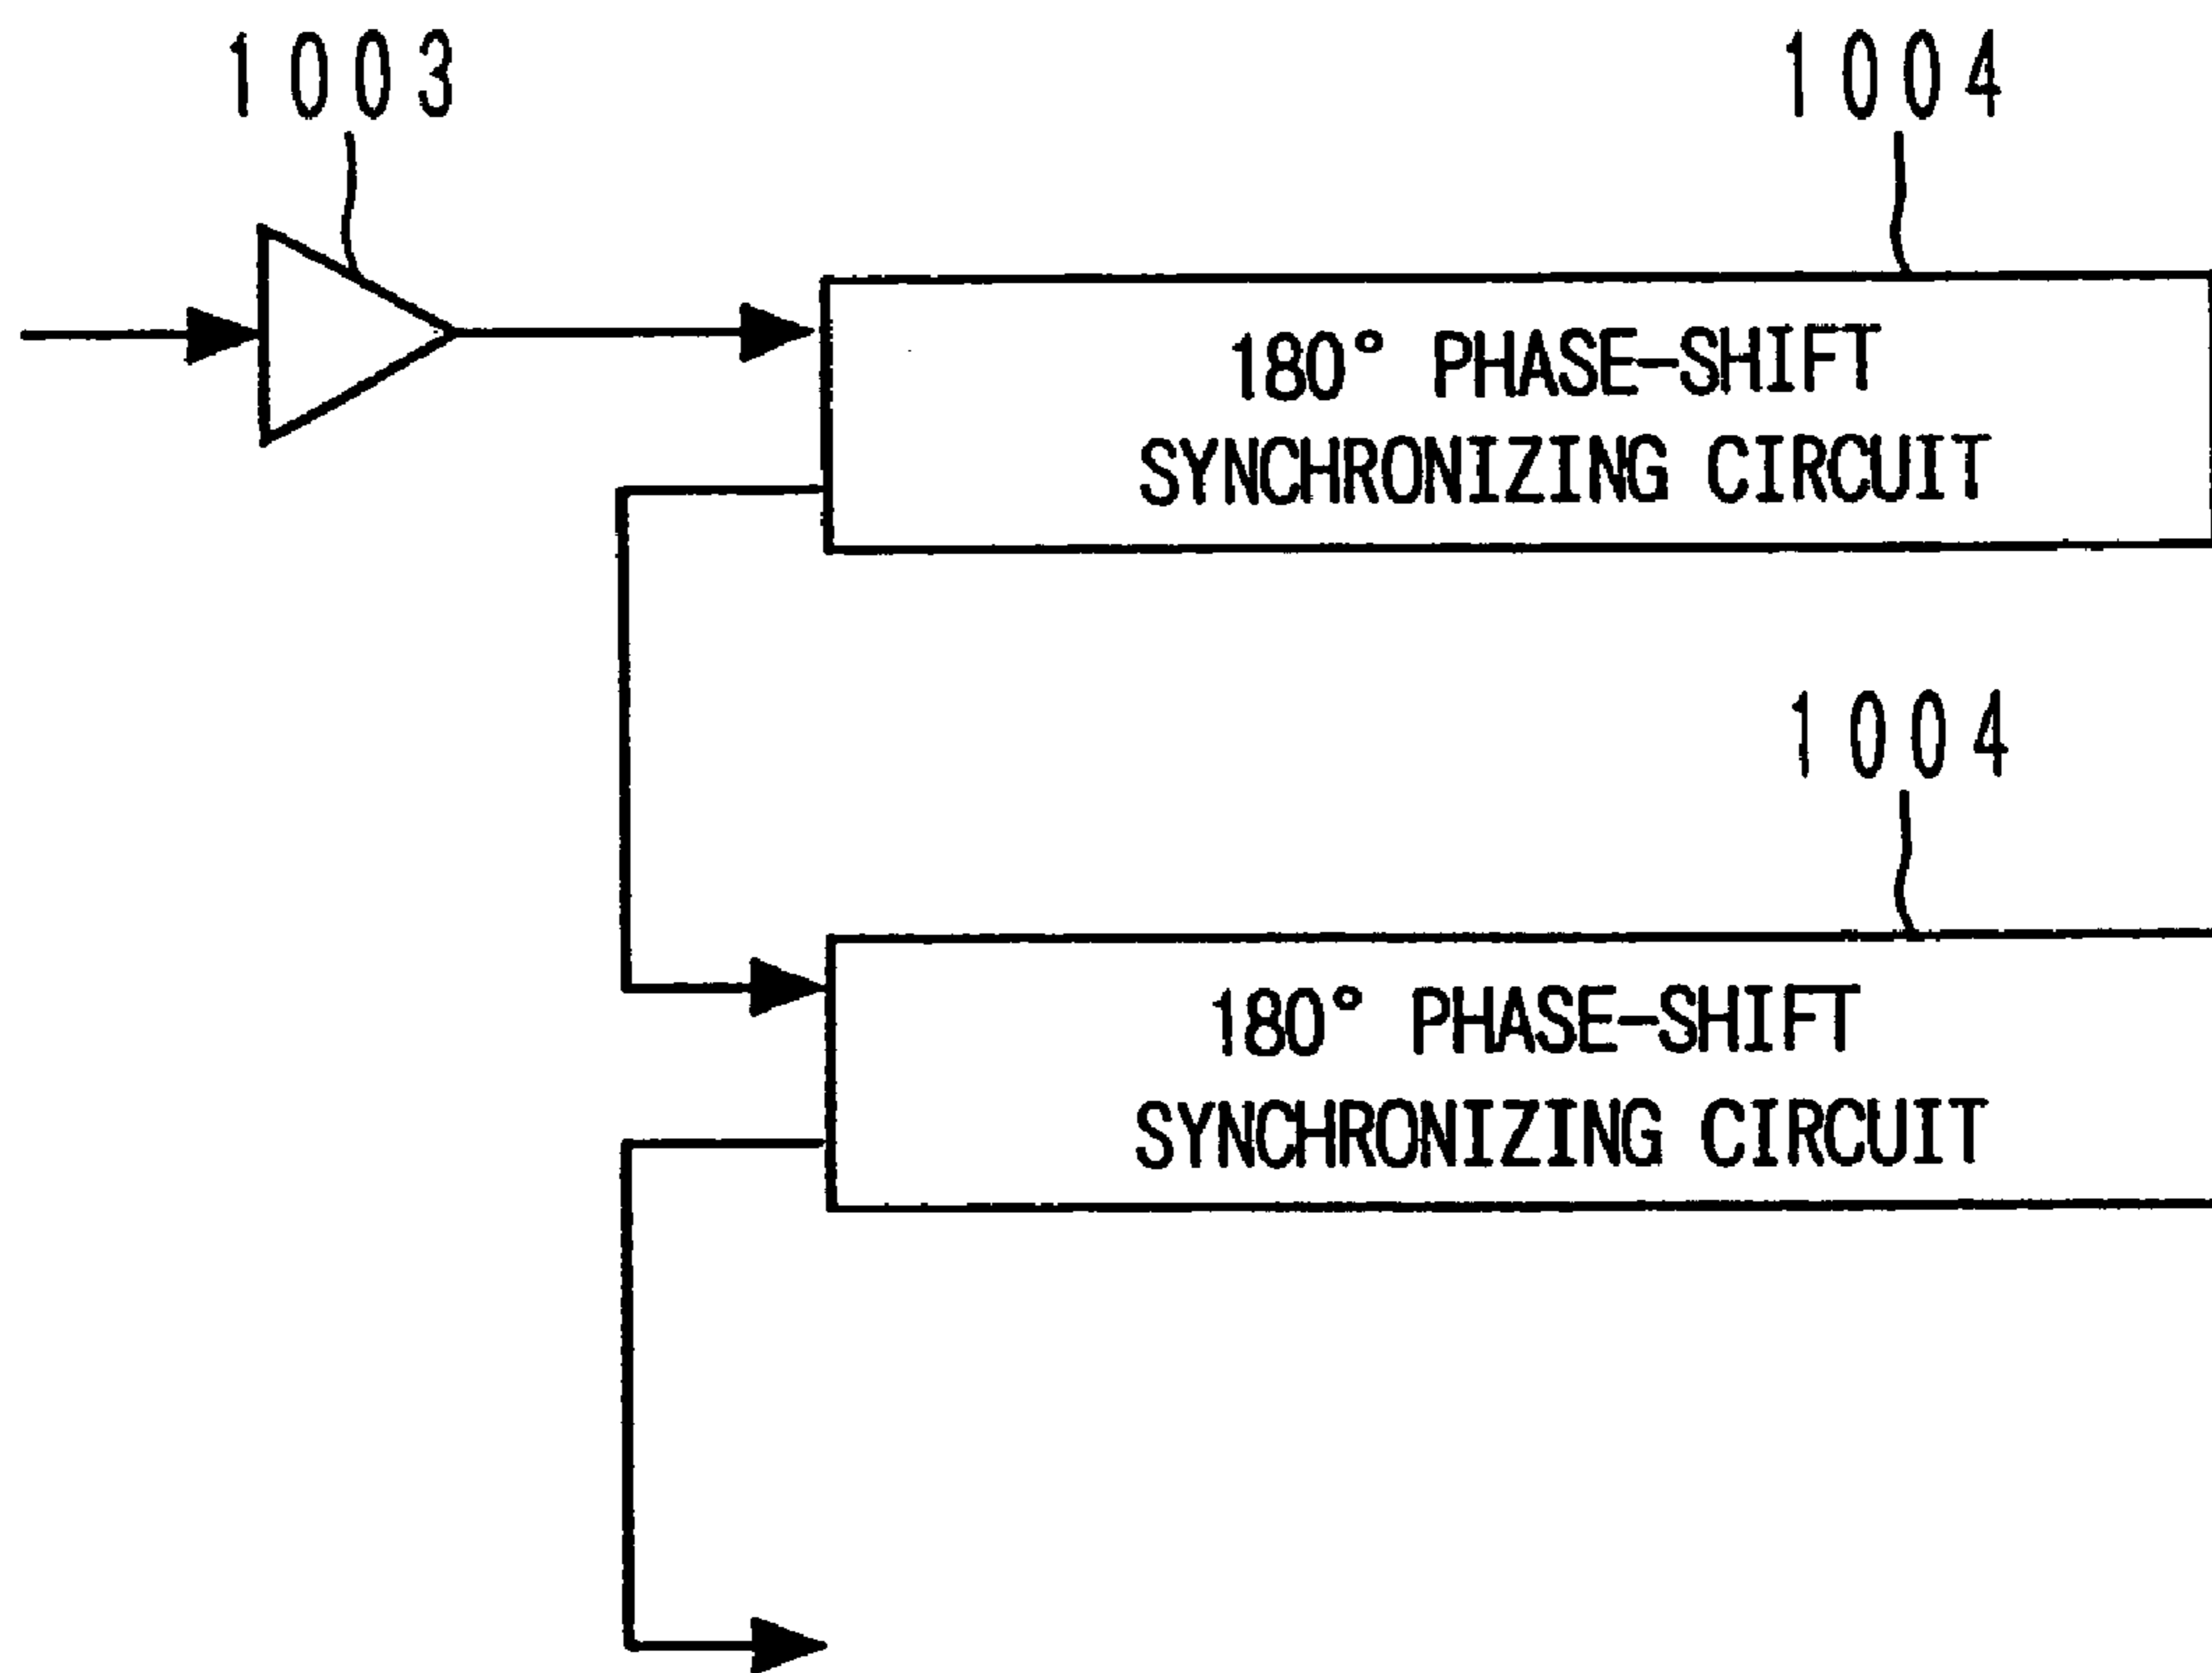 1003
1004
180° PHASE-SHIFT
SYNCHRONIZING CIRCUIT
1004
180° PHASE-SHIFT
SYNCHRONIZING CIRCUIT